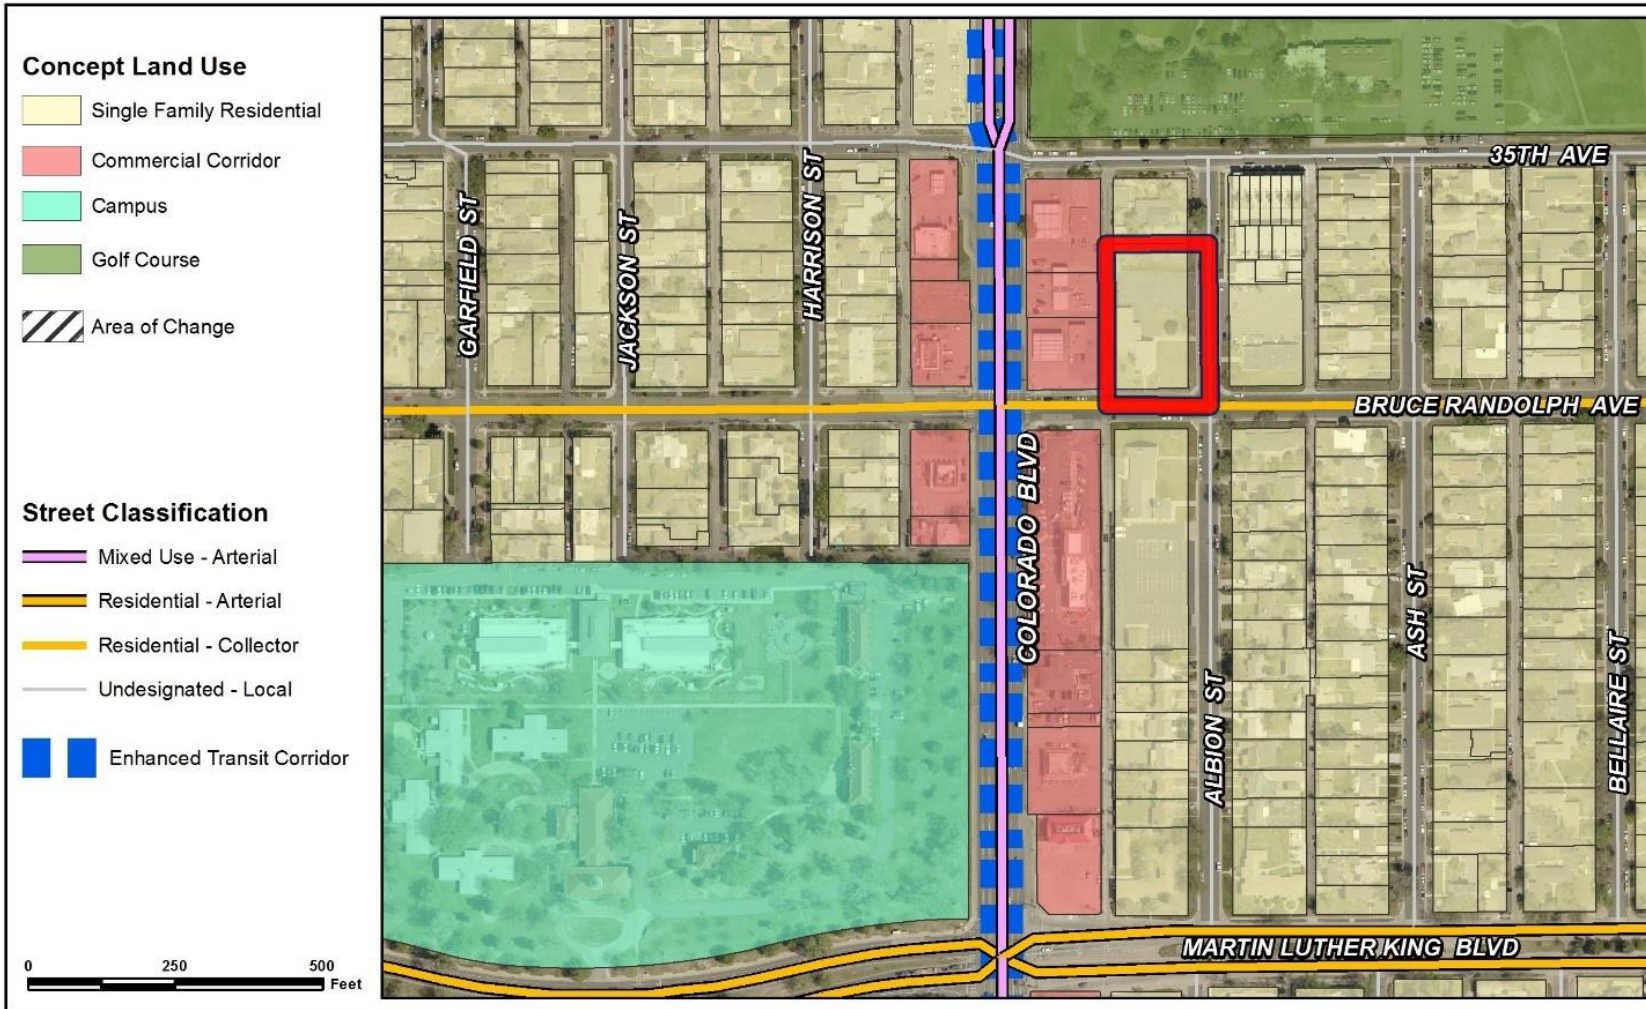 Concept Land Use
Single Family Residential
Commercial Corridor
Campus
Golf Course
Area of Change
Street Classification
Mixed Use - Arterial
Residential - Arterial
Residential - Collector
Undesignated - Local
Enhanced Transit Corridor
0 250 500
Feet
35TH AVE
GARFIELD ST
JACKSON ST
HARRISON ST
BRUCE RANDOLPH AVE
COLORADO BLVD
ALBION ST
ASH ST
BELLAIRE ST
MARTIN LUTHER KING BLVD